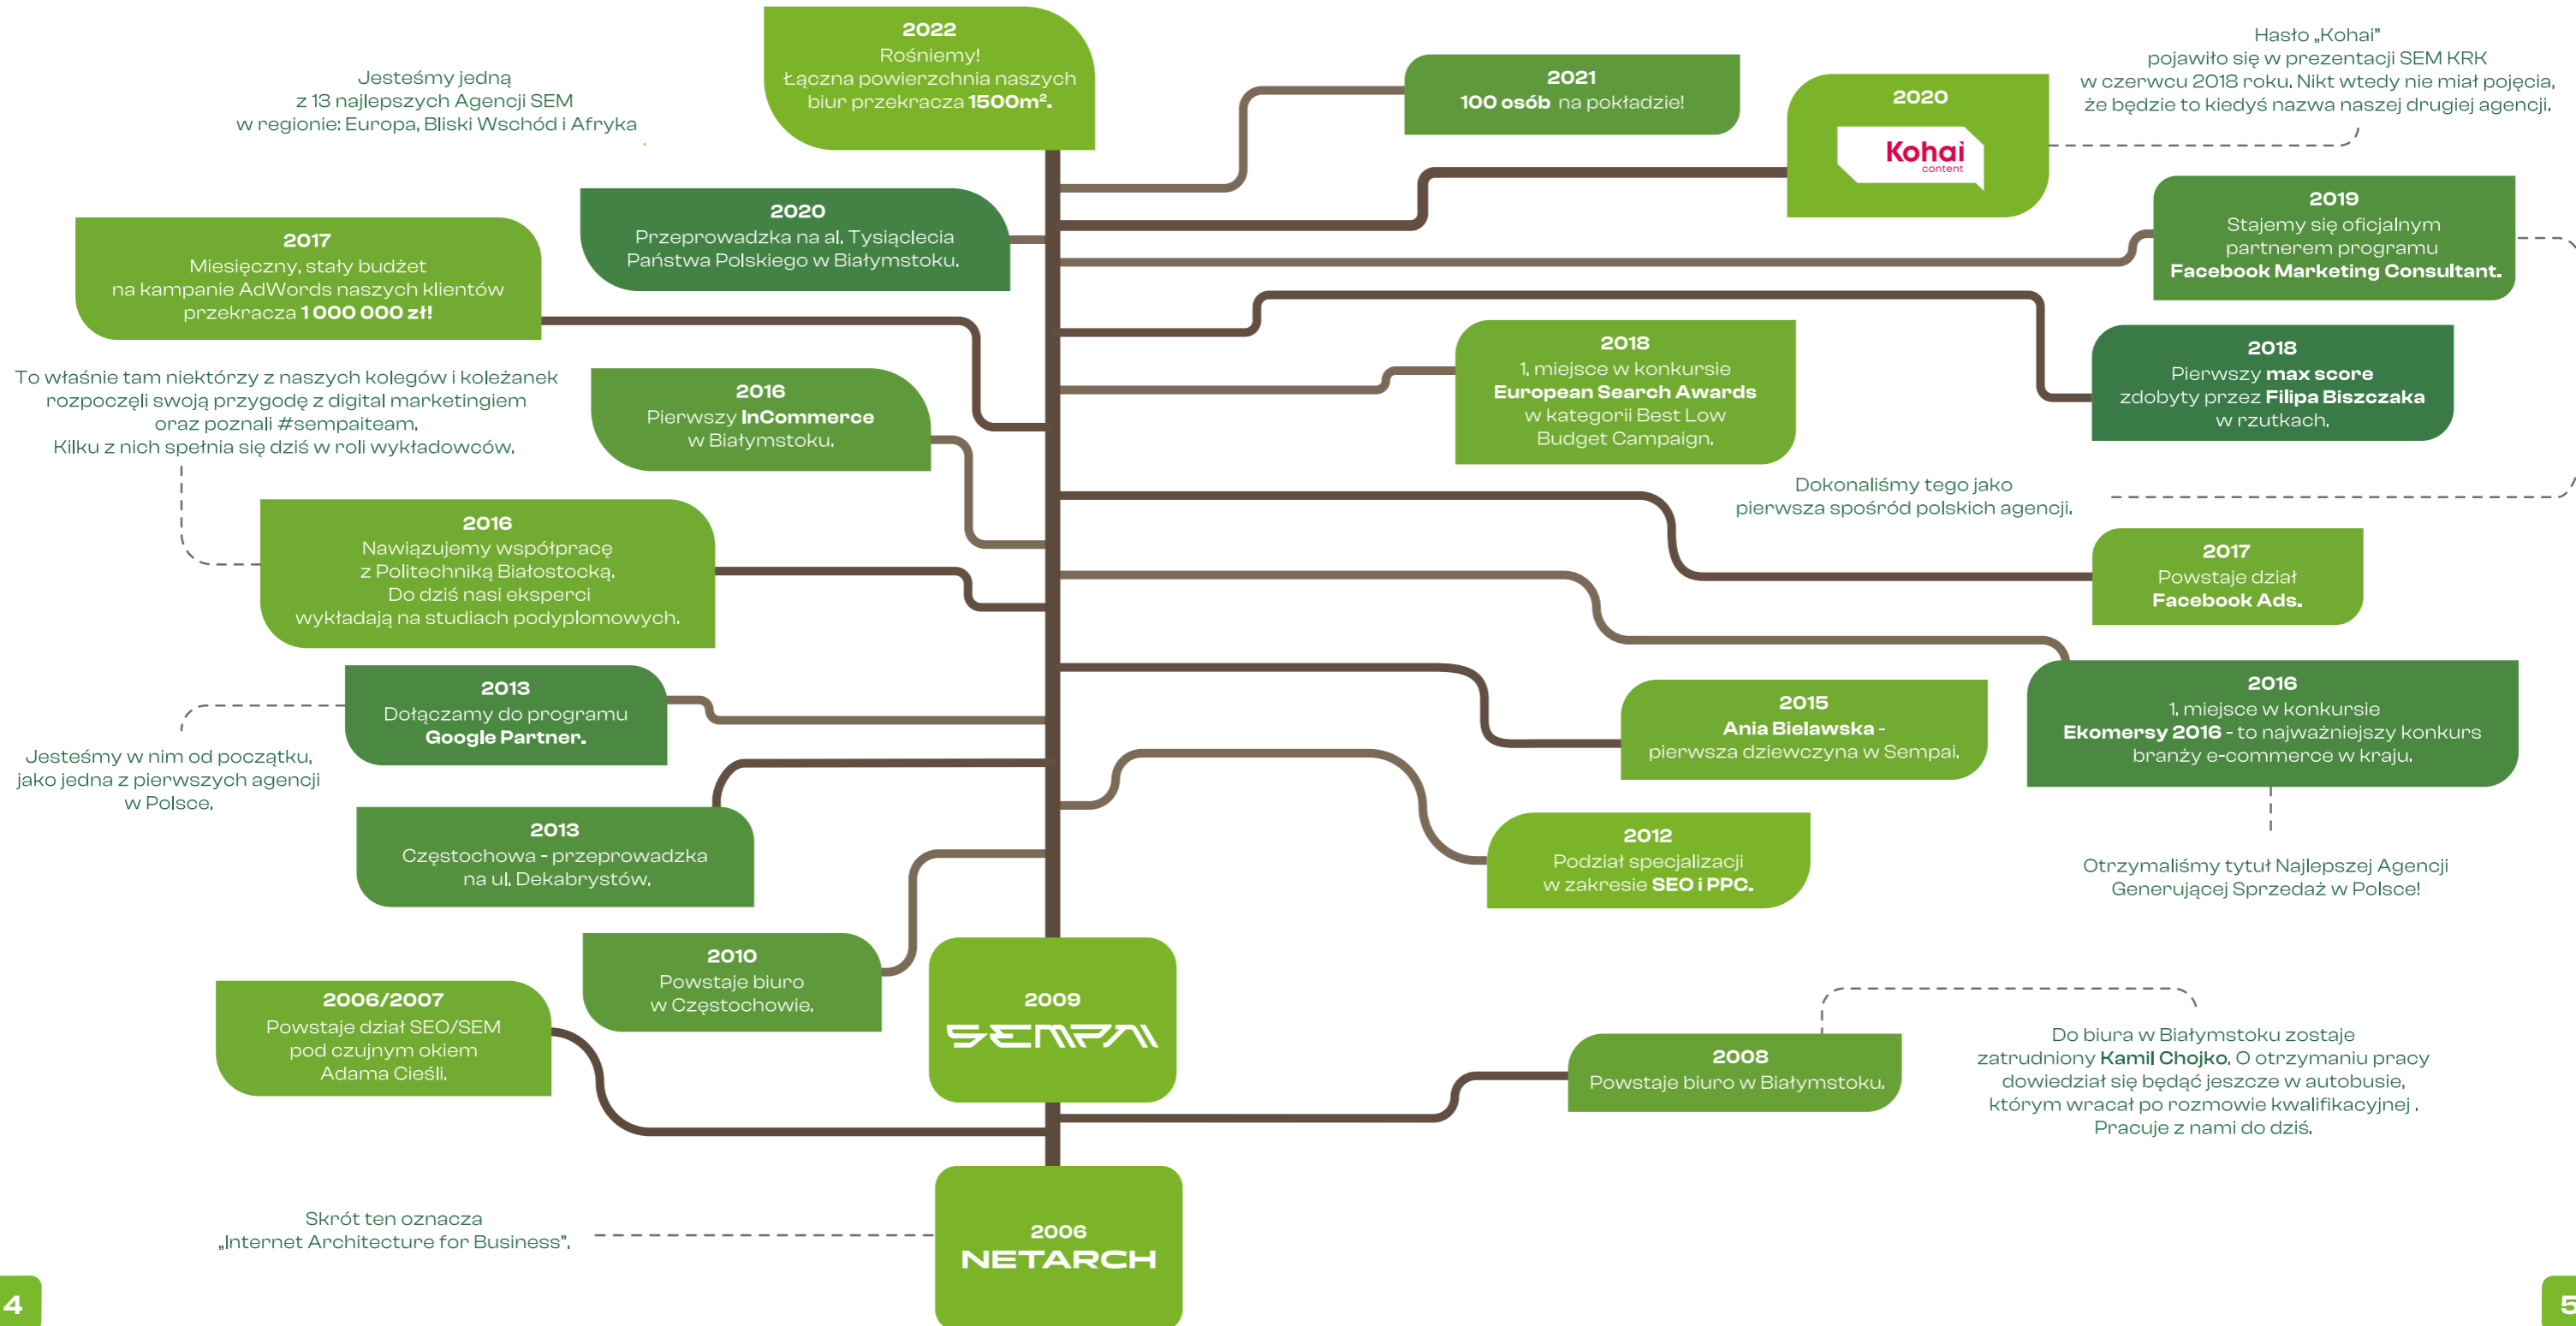 2022
Rośniemy!
Łączna powierzchnia naszych
biur przekracza 1500m².
Jesteśmy jedną
z 13 najlepszych Agencji SEM
w regionie: Europa, Bliski Wschód i Afryka
2021
100 osób na pokładzie!
2020
Kohai
content
Hasło „Kohai”
pojawiło się w prezentacji SEM KRK
w czerwcu 2018 roku. Nikt wtedy nie miał pojęcia,
że będzie to kiedyś nazwa naszej drugiej agencji.
2020
Przeprowadzka na al. Tysiąclecia
Państwa Polskiego w Białymstoku.
2019
Stajemy się oficjalnym
partnerem programu
Facebook Marketing Consultant.
2017
Miesięczny, stały budżet
na kampanie AdWords naszych klientów
przekracza 1 000 000 zł!
2018
1. miejsce w konkursie
European Search Awards
w kategorii Best Low
Budget Campaign.
2018
Pierwszy max score
zdobyty przez Filipa Biszczaka
w rzutkach.
To właśnie tam niektórzy z naszych kolegów i koleżanek
rozpoczęli swoją przygodę z digital marketingiem
oraz poznali #sempaiteam.
Kilku z nich spełnia się dziś w roli wykładowców.
2016
Pierwszy InCommerce
w Białymstoku.
Dokonaliśmy tego jako
pierwsza spośród polskich agencji.
2016
Nawiązujemy współpracę
z Politechniką Białostocką.
Do dziś nasi eksperci
wykładają na studiach podyplomowych.
2017
Powstaje dział
Facebook Ads.
2013
Dołączamy do programu
Google Partner.
2015
Ania Bielawska -
pierwsza dziewczyna w Sempai.
2016
1. miejsce w konkursie
Ekomersy 2016 - to najważniejszy konkurs
branży e-commerce w kraju.
Jesteśmy w nim od początku,
jako jedna z pierwszych agencji
w Polsce.
2013
Częstochowa - przeprowadzka
na ul. Dekabrystów.
2012
Podział specjalizacji
w zakresie SEO i PPC.
Otrzymaliśmy tytuł Najlepszej Agencji
Generującej Sprzedaż w Polsce!
2010
Powstaje biuro
w Częstochowie.
2006/2007
Powstaje dział SEO/SEM
pod czujnym okiem
Adama Cieśli.
2009
SEMPAI
2008
Powstaje biuro w Białymstoku.
Do biura w Białymstoku zostaje
zatrudniony Kamil Chojko. O otrzymaniu pracy
dowiedział się będąć jeszcze w autobusie,
którym wracał po rozmowie kwalifikacyjnej .
Pracuje z nami do dziś.
Skrót ten oznacza
„Internet Architecture for Business”.
2006
NETARCH
4
5